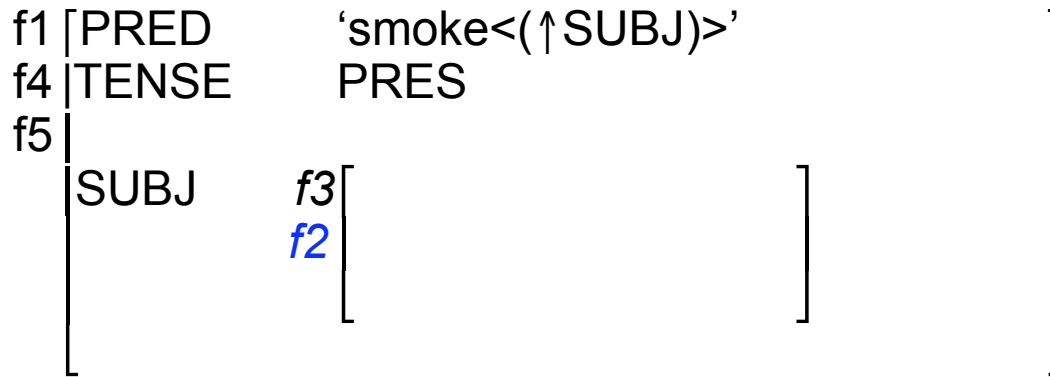 f1 PRED ‘smoke<(↑SUBJ)>’
f4 TENSE PRES
f5
SUBJ f3
f2